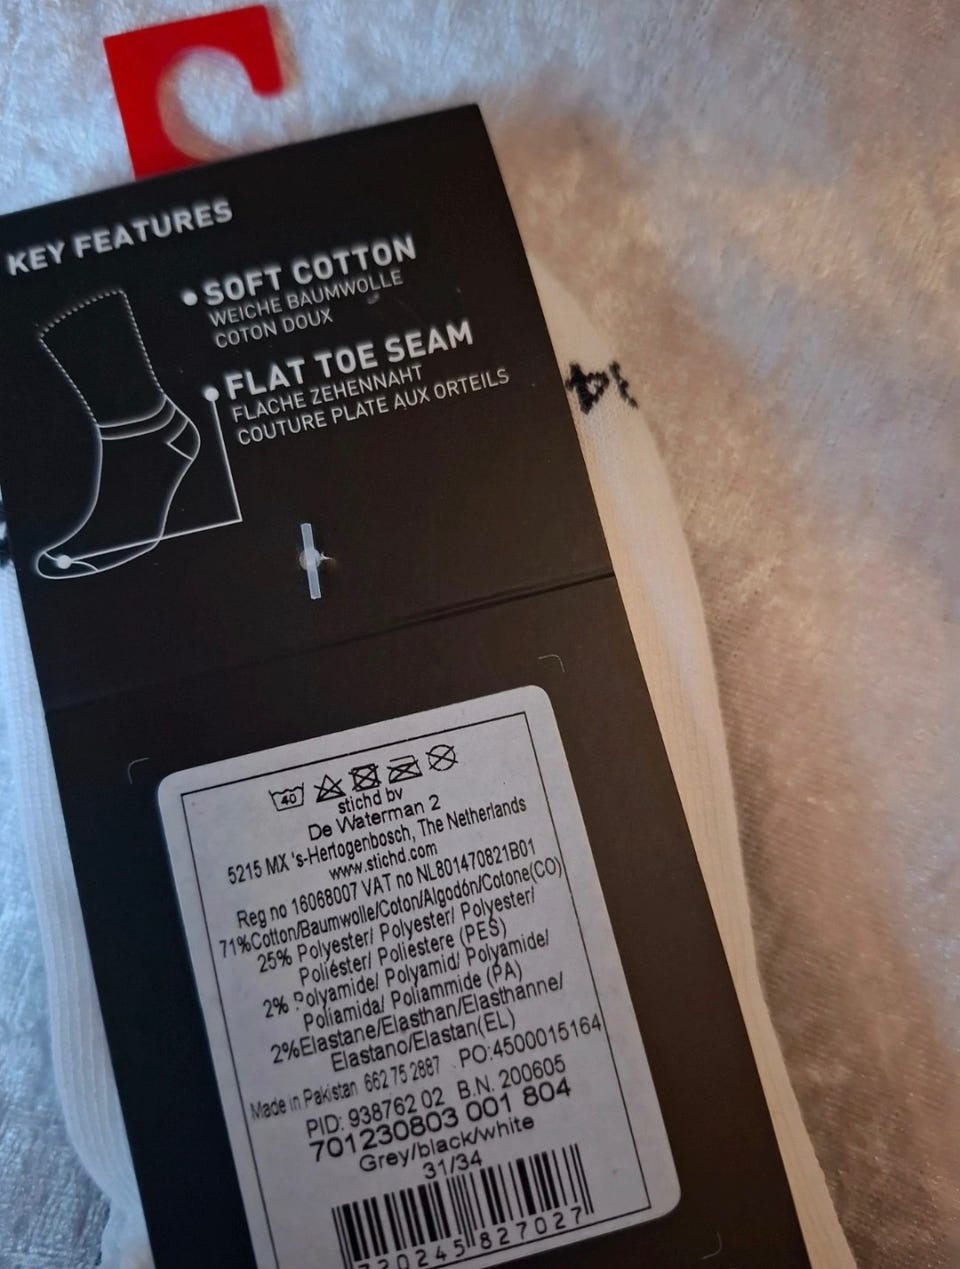 KEY FEATURES
SOFT COTTON
WEICHE BAUMWOLLE
COTON DOUX
FLAT TOE SEAM
FLACHE ZEHENNAHT
COUTURE PLATE AUX ORTEILS
40
stichd bv
De Waterman 2
5215 MX 's-Hertogenbosch, The Netherlands
www.stichd.com
Reg no 16068007 VAT no NL801470821B01
71%Cotton/Baumwolle/Coton/Algodón/Cotone(CO)
25% Polyester/ Polyester/ Polyester/
Poliéster/ Poliestere (PES)
2% Polyamide/ Polyamid/ Polyamide/
Poliamida/ Poliammide (PA)
2%Elastane/Elasthan/Elasthanne/
Elastano/Elastan(EL)
Made in Pakistan 662 75 2887 PO:4500015164
PID: 938762 02 B.N. 200605
701230803 001 804
Grey/black/white
31/34
720245 827027